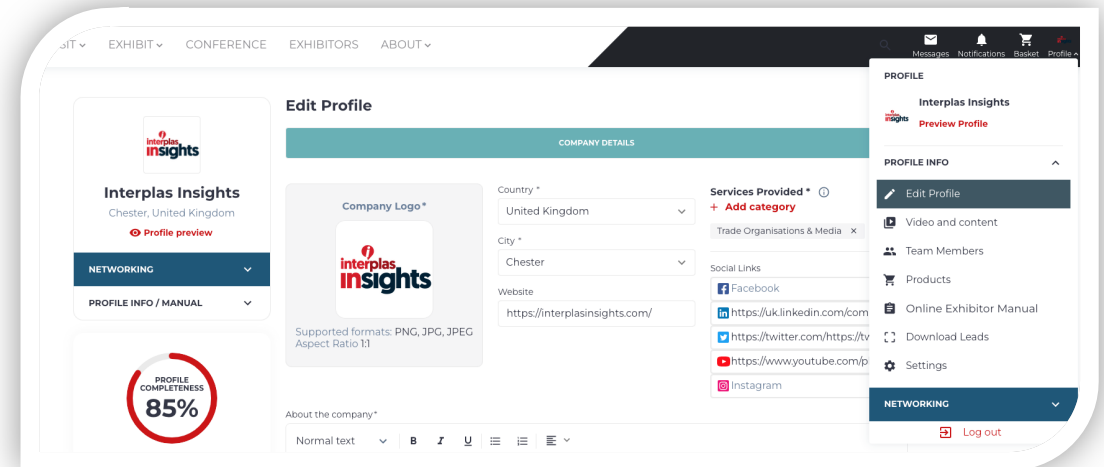 EXHIBIT
CONFERENCE
EXHIBITORS
ABOUT
Messages
Notifications
Basket
Profile
interplas
insights
Interplas Insights
Chester, United Kingdom
Profile preview
NETWORKING
PROFILE INFO / MANUAL
PROFILE
COMPLETENESS
85%
Edit Profile
COMPANY DETAILS
Company Logo*
interplas
insights
Supported formats: PNG, JPG, JPEG
Aspect Ratio 1:1
Country *
United Kingdom
City *
Chester
Website
https://interplasinsights.com/
Services Provided *
+ Add category
Trade Organisations & Media ×
Social Links
Facebook
https://uk.linkedin.com/com
https://twitter.com/https://tw
https://www.youtube.com/p
Instagram
About the company*
Normal text
B I U
PROFILE
interplas
insights
Interplas Insights
Preview Profile
PROFILE INFO
Edit Profile
Video and content
Team Members
Products
Online Exhibitor Manual
Download Leads
Settings
NETWORKING
Log out